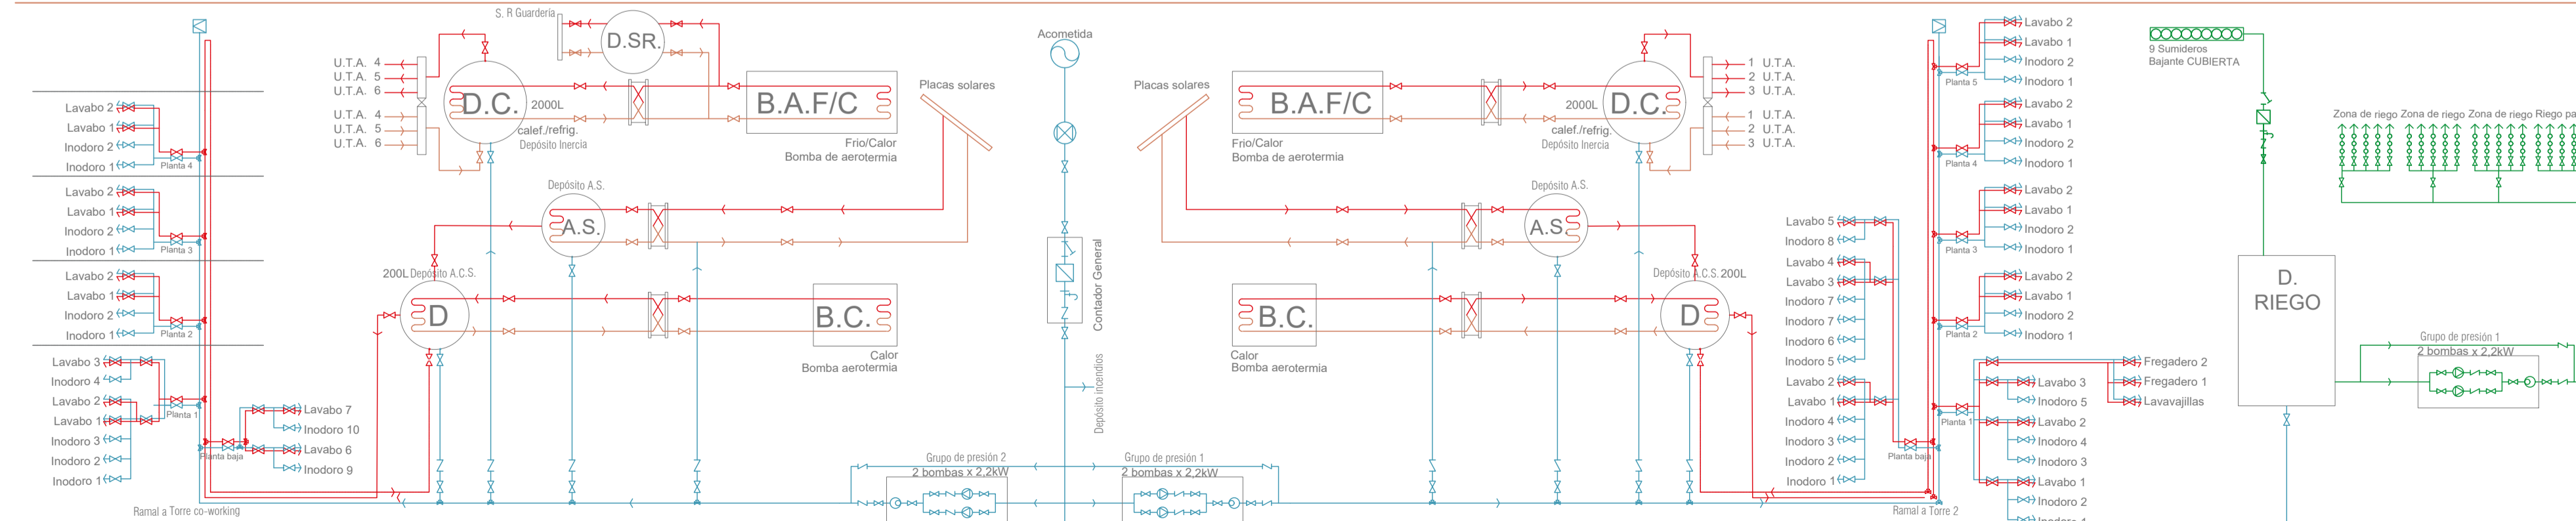 S. R Guardería
D.SR.
U.T.A. 4
U.T.A. 5
U.T.A. 6
U.T.A. 4
U.T.A. 5
U.T.A. 6
D.C.
2000L
calef./refrig.
Depósito Inercia
B.A.F/C
Frio/Calor
Bomba de aerotermia
Placas solares
Lavabo 2
Lavabo 1
Inodoro 2
Inodoro 1
Planta 4
Lavabo 2
Lavabo 1
Inodoro 2
Inodoro 1
Planta 3
Lavabo 2
Lavabo 1
Inodoro 2
Inodoro 1
Planta 2
Lavabo 3
Inodoro 4
Lavabo 2
Lavabo 1
Inodoro 3
Inodoro 2
Inodoro 1
Planta 1
Lavabo 7
Inodoro 10
Lavabo 6
Inodoro 9
Planta baja
Ramal a Torre co-working
Depósito A.S.
A.S.
200L Depósito A.C.S.
D
B.C.
Calor
Bomba aerotermia
Acometida
Contador General
Depósito incendios
Grupo de presión 2
2 bombas x 2,2kW
Grupo de presión 1
2 bombas x 2,2kW
Placas solares
B.A.F/C
Frio/Calor
Bomba de aerotermia
D.C.
2000L
calef./refrig.
Depósito Inercia
1 U.T.A.
2 U.T.A.
3 U.T.A.
1 U.T.A.
2 U.T.A.
3 U.T.A.
Depósito A.S.
A.S.
Depósito A.C.S. 200L
D
B.C.
Calor
Bomba aerotermia
Lavabo 5
Inodoro 8
Lavabo 4
Lavabo 3
Inodoro 7
Inodoro 7
Inodoro 6
Inodoro 5
Lavabo 2
Lavabo 1
Inodoro 4
Inodoro 3
Inodoro 2
Inodoro 1
Planta baja
Ramal a Torre 2
Lavabo 2
Lavabo 1
Inodoro 2
Inodoro 1
Planta 5
Lavabo 2
Lavabo 1
Inodoro 2
Inodoro 1
Planta 4
Lavabo 2
Lavabo 1
Inodoro 2
Inodoro 1
Planta 3
Lavabo 2
Lavabo 1
Inodoro 2
Inodoro 1
Planta 2
Fregadero 2
Fregadero 1
Lavavajillas
Lavabo 3
Inodoro 5
Lavabo 2
Inodoro 4
Inodoro 3
Lavabo 1
Inodoro 2
Planta 1
9 Sumideros
Bajante CUBIERTA
Zona de riego Zona de riego Zona de riego Riego pa
D.
RIEGO
Grupo de presión 1
2 bombas x 2,2kW